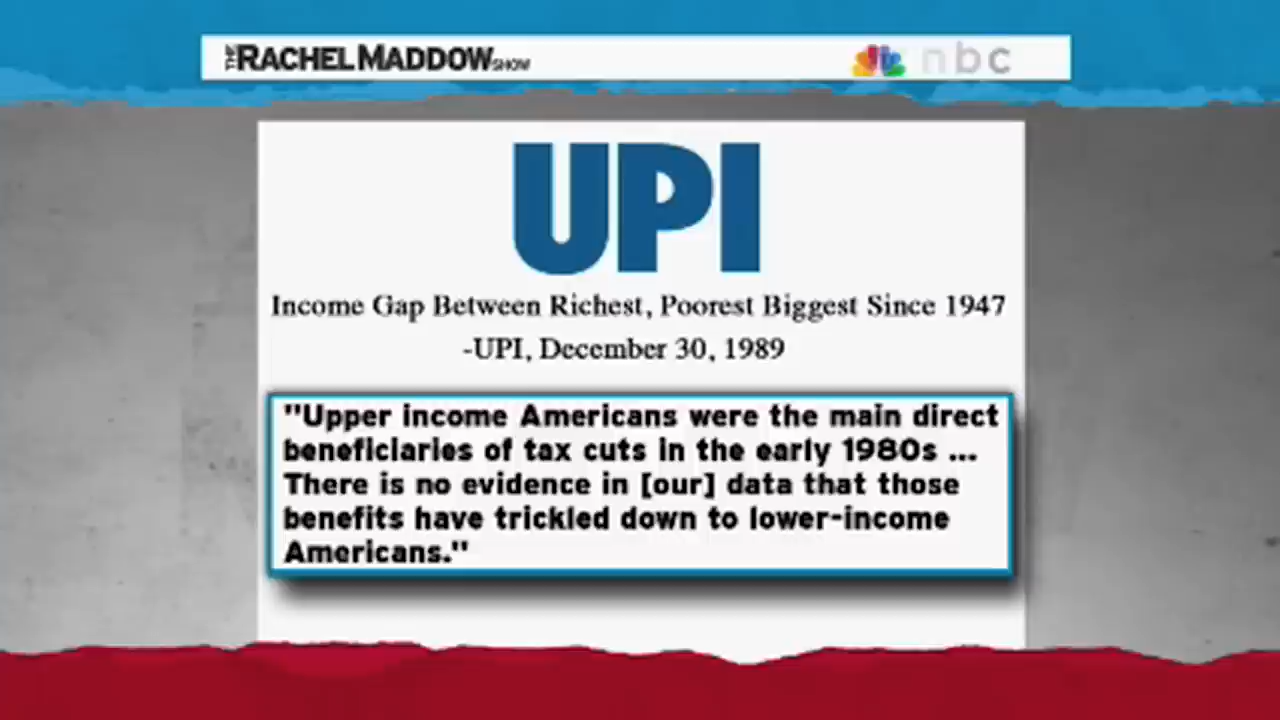 THE RACHEL MADDOW SHOW
nbc
UPI
Income Gap Between Richest, Poorest Biggest Since 1947
-UPI, December 30, 1989
"Upper income Americans were the main direct
beneficiaries of tax cuts in the early 1980s ...
There is no evidence in [our] data that those
benefits have trickled down to lower-income
Americans."